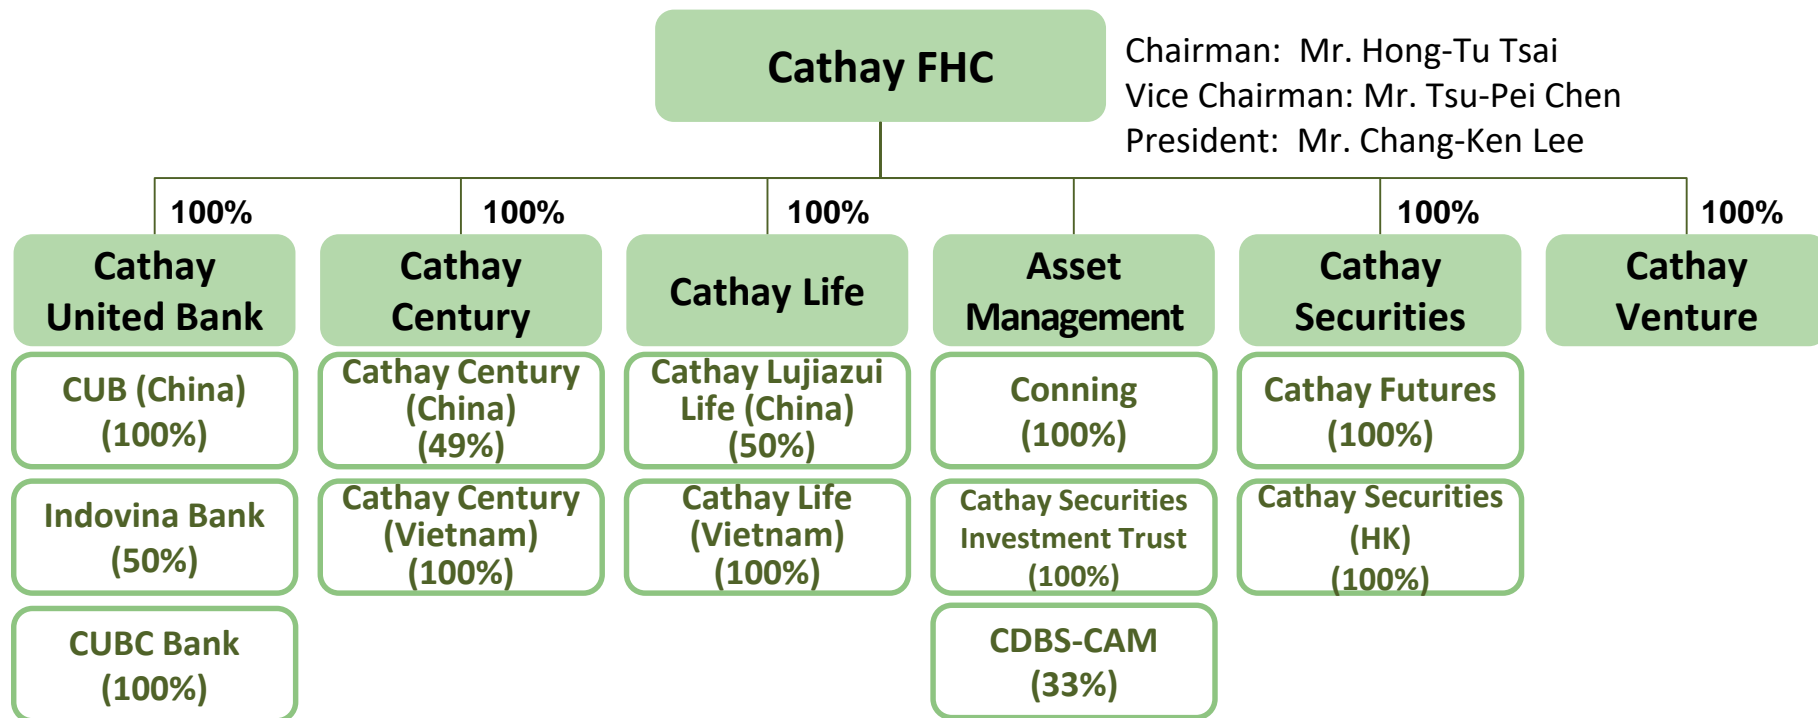 Cathay FHC
Chairman: Mr. Hong-Tu Tsai
Vice Chairman: Mr. Tsu-Pei Chen
President: Mr. Chang-Ken Lee
100%
100%
100%
100%
100%
Cathay
United Bank
Cathay
Century
Cathay Life
Asset
Management
Cathay
Securities
Cathay
Venture
CUB (China)
(100%)
Cathay Century
(China)
(49%)
Cathay Lujiazui
Life (China)
(50%)
Conning
(100%)
Cathay Futures
(100%)
Indovina Bank
(50%)
Cathay Century
(Vietnam)
(100%)
Cathay Life
(Vietnam)
(100%)
Cathay Securities
Investment Trust
(100%)
Cathay Securities
(HK)
(100%)
CUBC Bank
(100%)
CDBS-CAM
(33%)